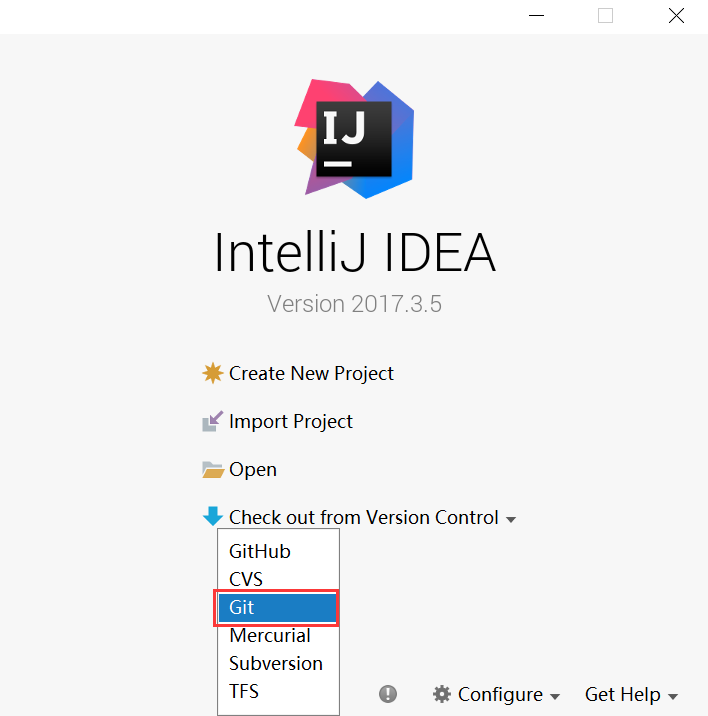 IJ
IntelliJ IDEA
Version 2017.3.5
Create New Project
Import Project
Open
Check out from Version Control
GitHub
CVS
Git
Mercurial
Subversion
TFS
Configure
Get Help